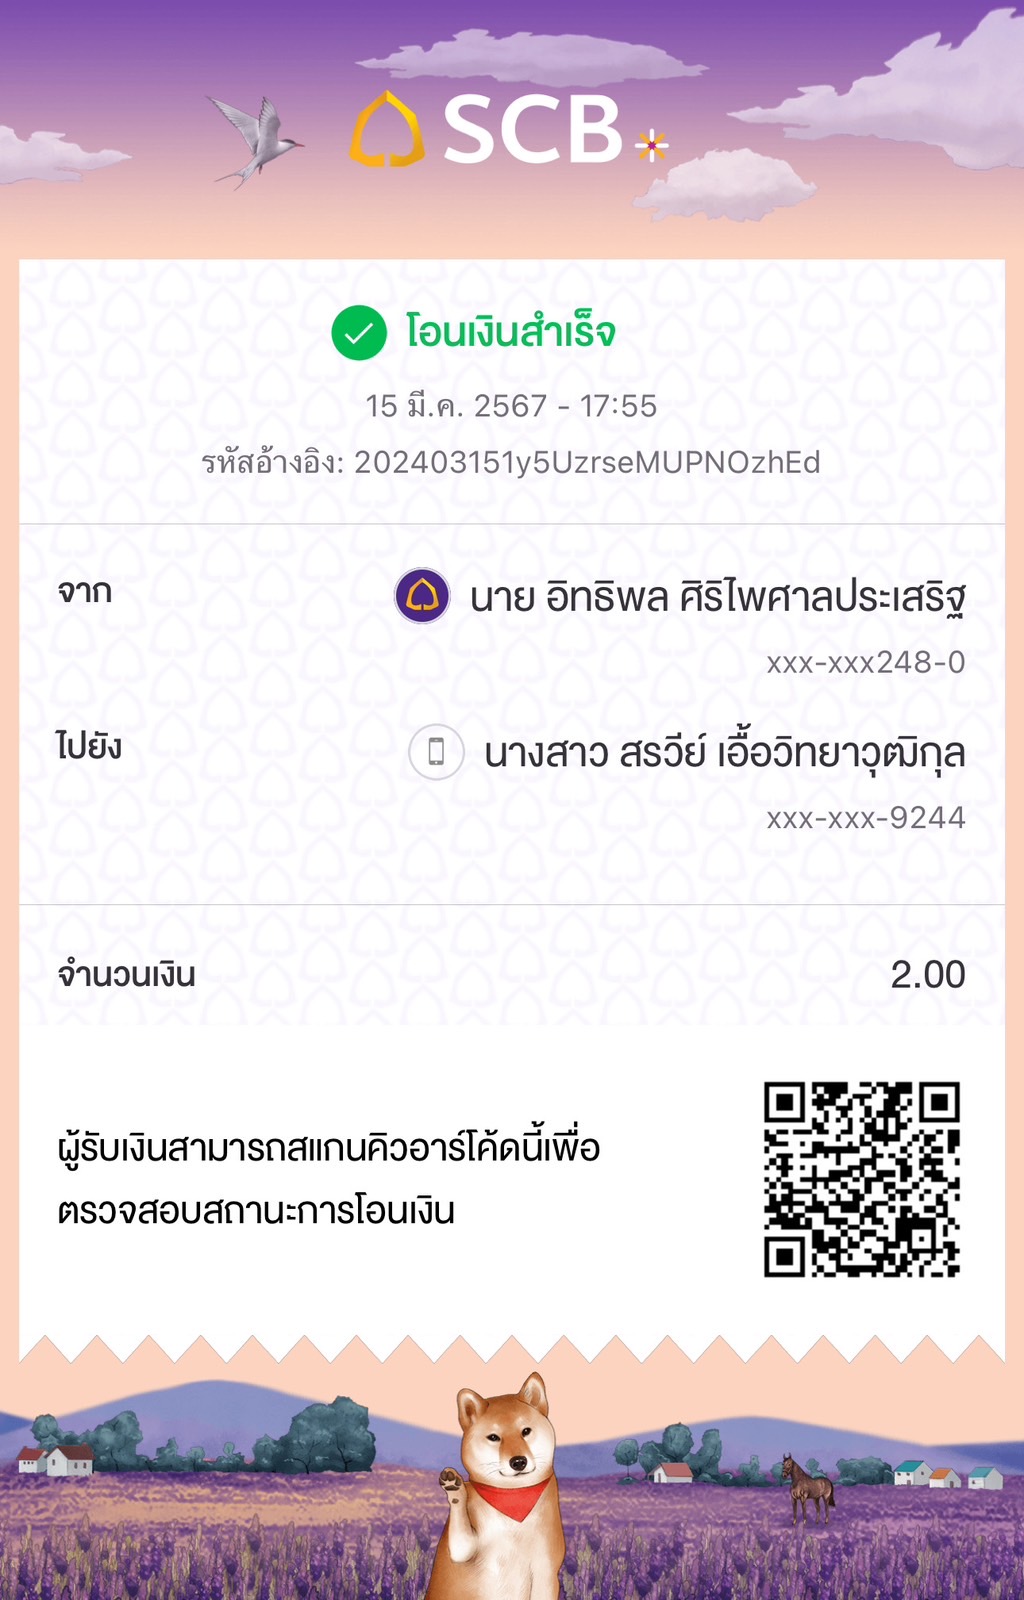 SCB
โอนเงินสำเร็จ
15 มี.ค. 2567 - 17:55
รหัสอ้างอิง: 202403151y5UzrseMUPNOzhEd
จาก นาย อิทธิพล ศิริไพศาลประเสริฐ
xxx-xxx248-0
ไปยัง นางสาว สรวีย์ เอื้อวิทยาวุฒิกุล
xxx-xxx-9244
จำนวนเงิน 2.00
ผู้รับเงินสามารถสแกนคิวอาร์โค้ดนี้เพื่อ
ตรวจสอบสถานะการโอนเงิน